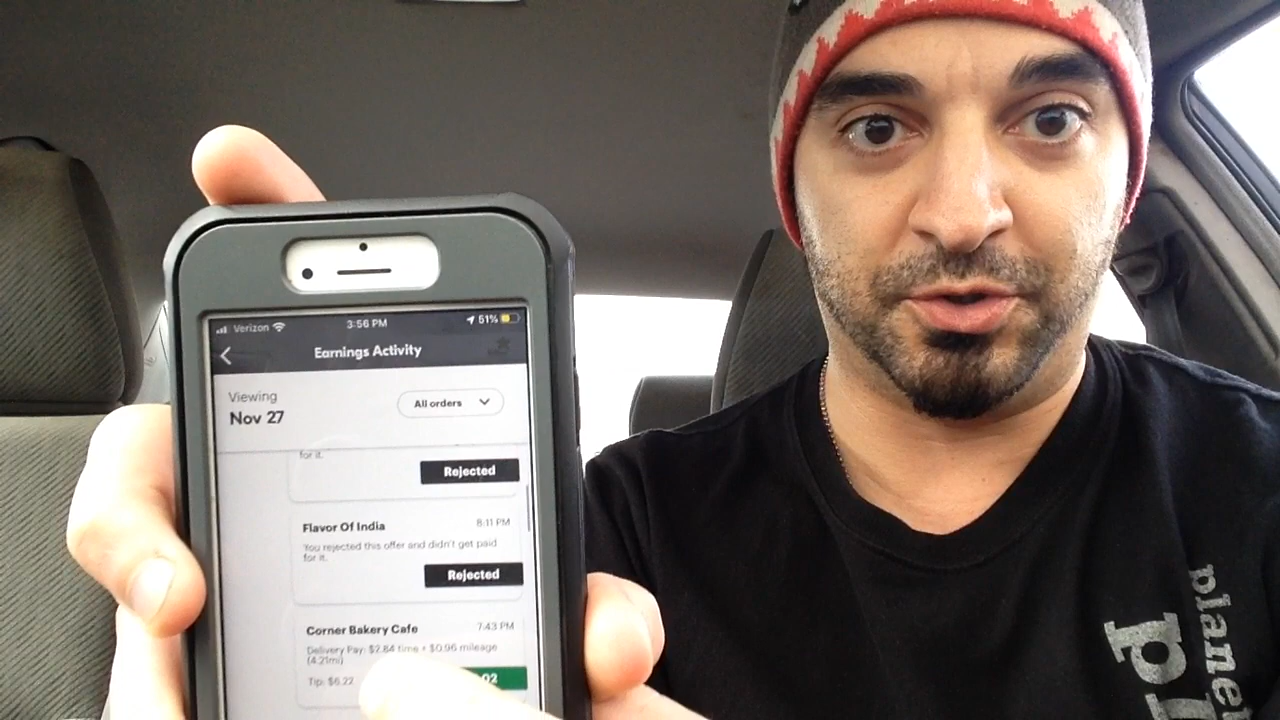 Verizon 3:56 PM 51%
Earnings Activity
Viewing
Nov 27
All orders
for it.
Rejected
Flavor Of India 8:11 PM
You rejected this offer and didn't get paid
for it.
Rejected
Corner Bakery Cafe 7:43 PM
Delivery Pay: $2.84 time + $0.96 mileage
(4.21mi)
Tip: $6.22
02
planet